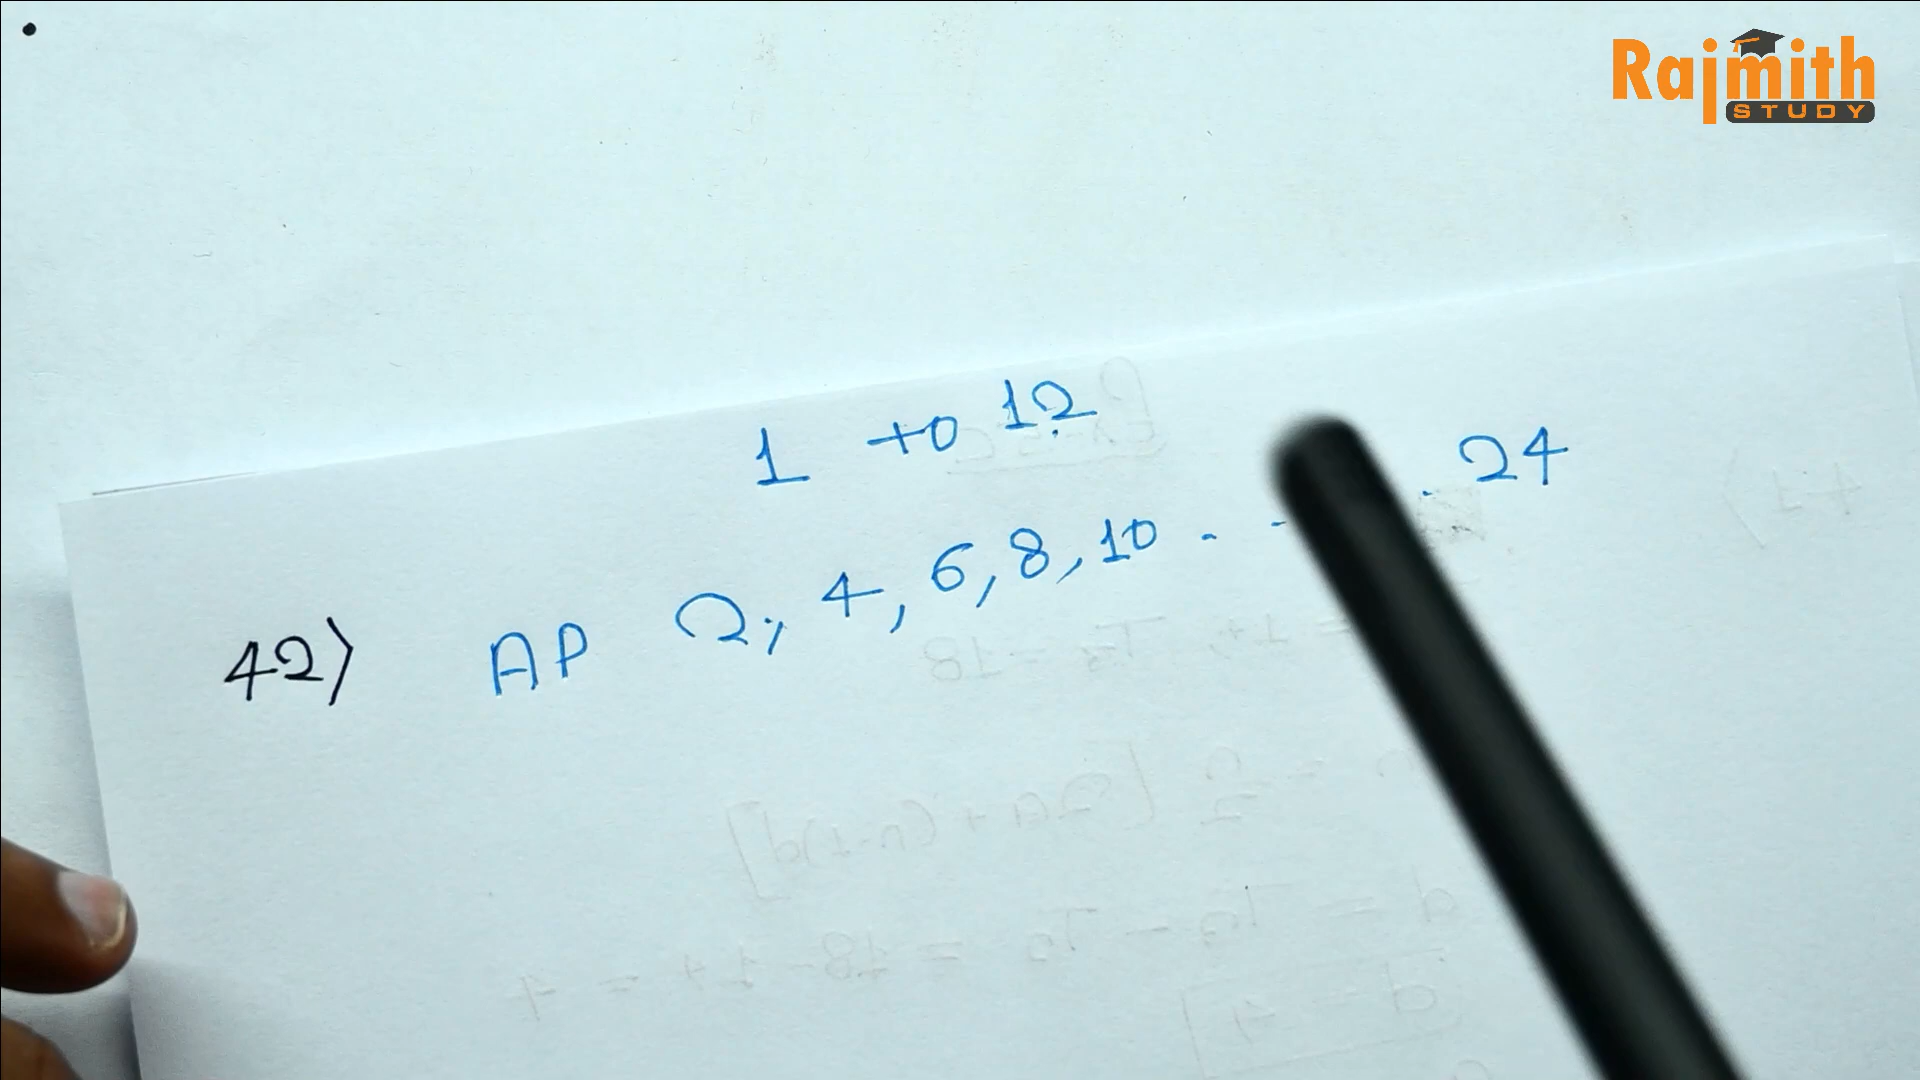 Rajmith
STUDY
1 to 12
42) AP 2, 4, 6, 8, 10 . - . 24